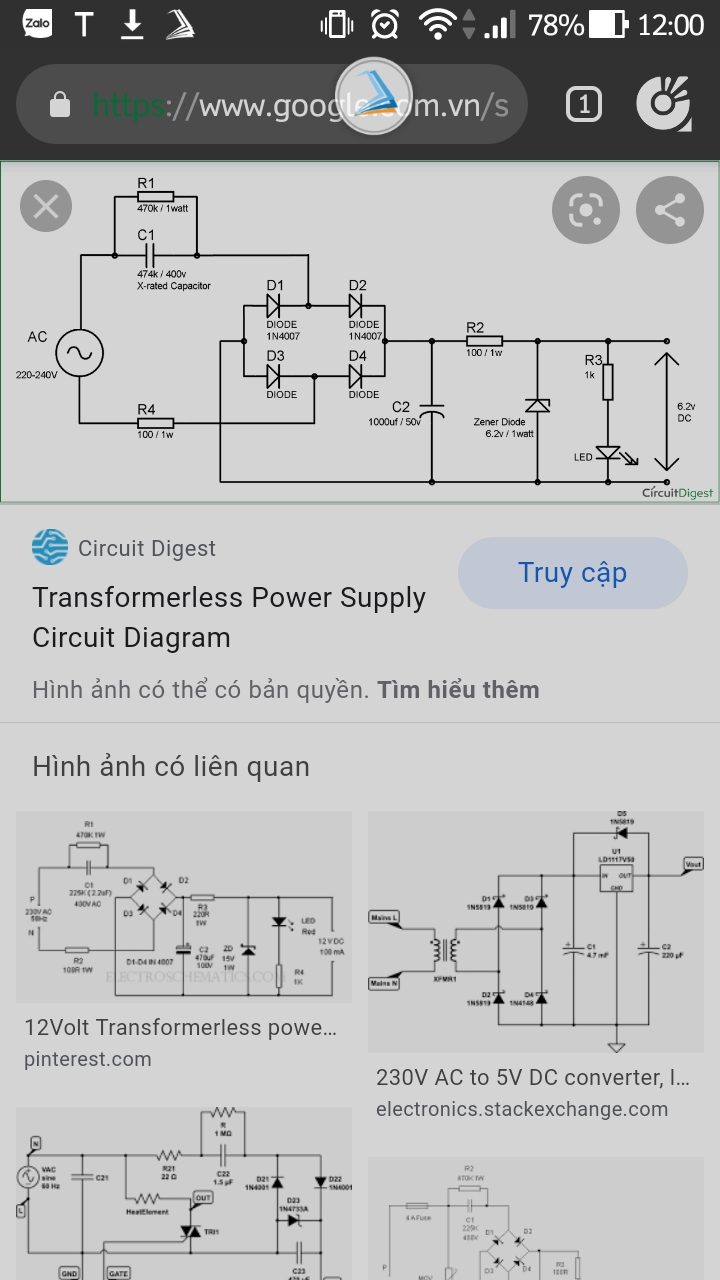 Zalo
T
78%
12:00
https://www.google.com.vn/s
1
R1
470k / 1watt
C1
474k / 400v
X-rated Capacitor
D1
D2
DIODE
1N4007
DIODE
1N4007
AC
220-240V
D3
D4
DIODE
DIODE
R4
100 / 1w
C2
1000uf / 50v
R2
100 / 1w
Zener Diode
6.2v / 1watt
R3
1k
LED
6.2v
DC
CírcuitDigest
Circuit Digest
Truy cập
Transformerless Power Supply
Circuit Diagram
Hình ảnh có thể có bản quyền. Tìm hiểu thêm
Hình ảnh có liên quan
R1
470K 1W
C1
225K (2.2uF)
400V AC
P
230V AC
50Hz
N
D1
D2
D3
D4
R2
100R 1W
D1-D4 IN 4007
R3
220R
1W
C2
470uF
100V
ZD
15V
1W
LED
Red
R4
1K
12 V DC
100 mA
ELECTROSCHEMATICS.COM
12Volt Transformerless powe...
pinterest.com
D5
1N5819
U1
LD1117V50
IN
OUT
GND
Vout
D1
1N5819
D3
1N5819
Mains L
Mains N
XFMR1
D2
1N5819
D4
1N4148
C1
4.7 mF
C2
220 µF
230V AC to 5V DC converter, I...
electronics.stackexchange.com
N
VAC
sine
60 Hz
L
C21
R21
22 Ω
R
1 MΩ
C22
1.5 µF
HeatElement
OUT
TRI1
D21
1N4001
D22
1N4001
D23
1N4733A
C23
GND
GATE
R2
470K 1W
C1
225K
400V
4 A Fuse
D1
D2
D3
D4
P
MOV
R3
100R